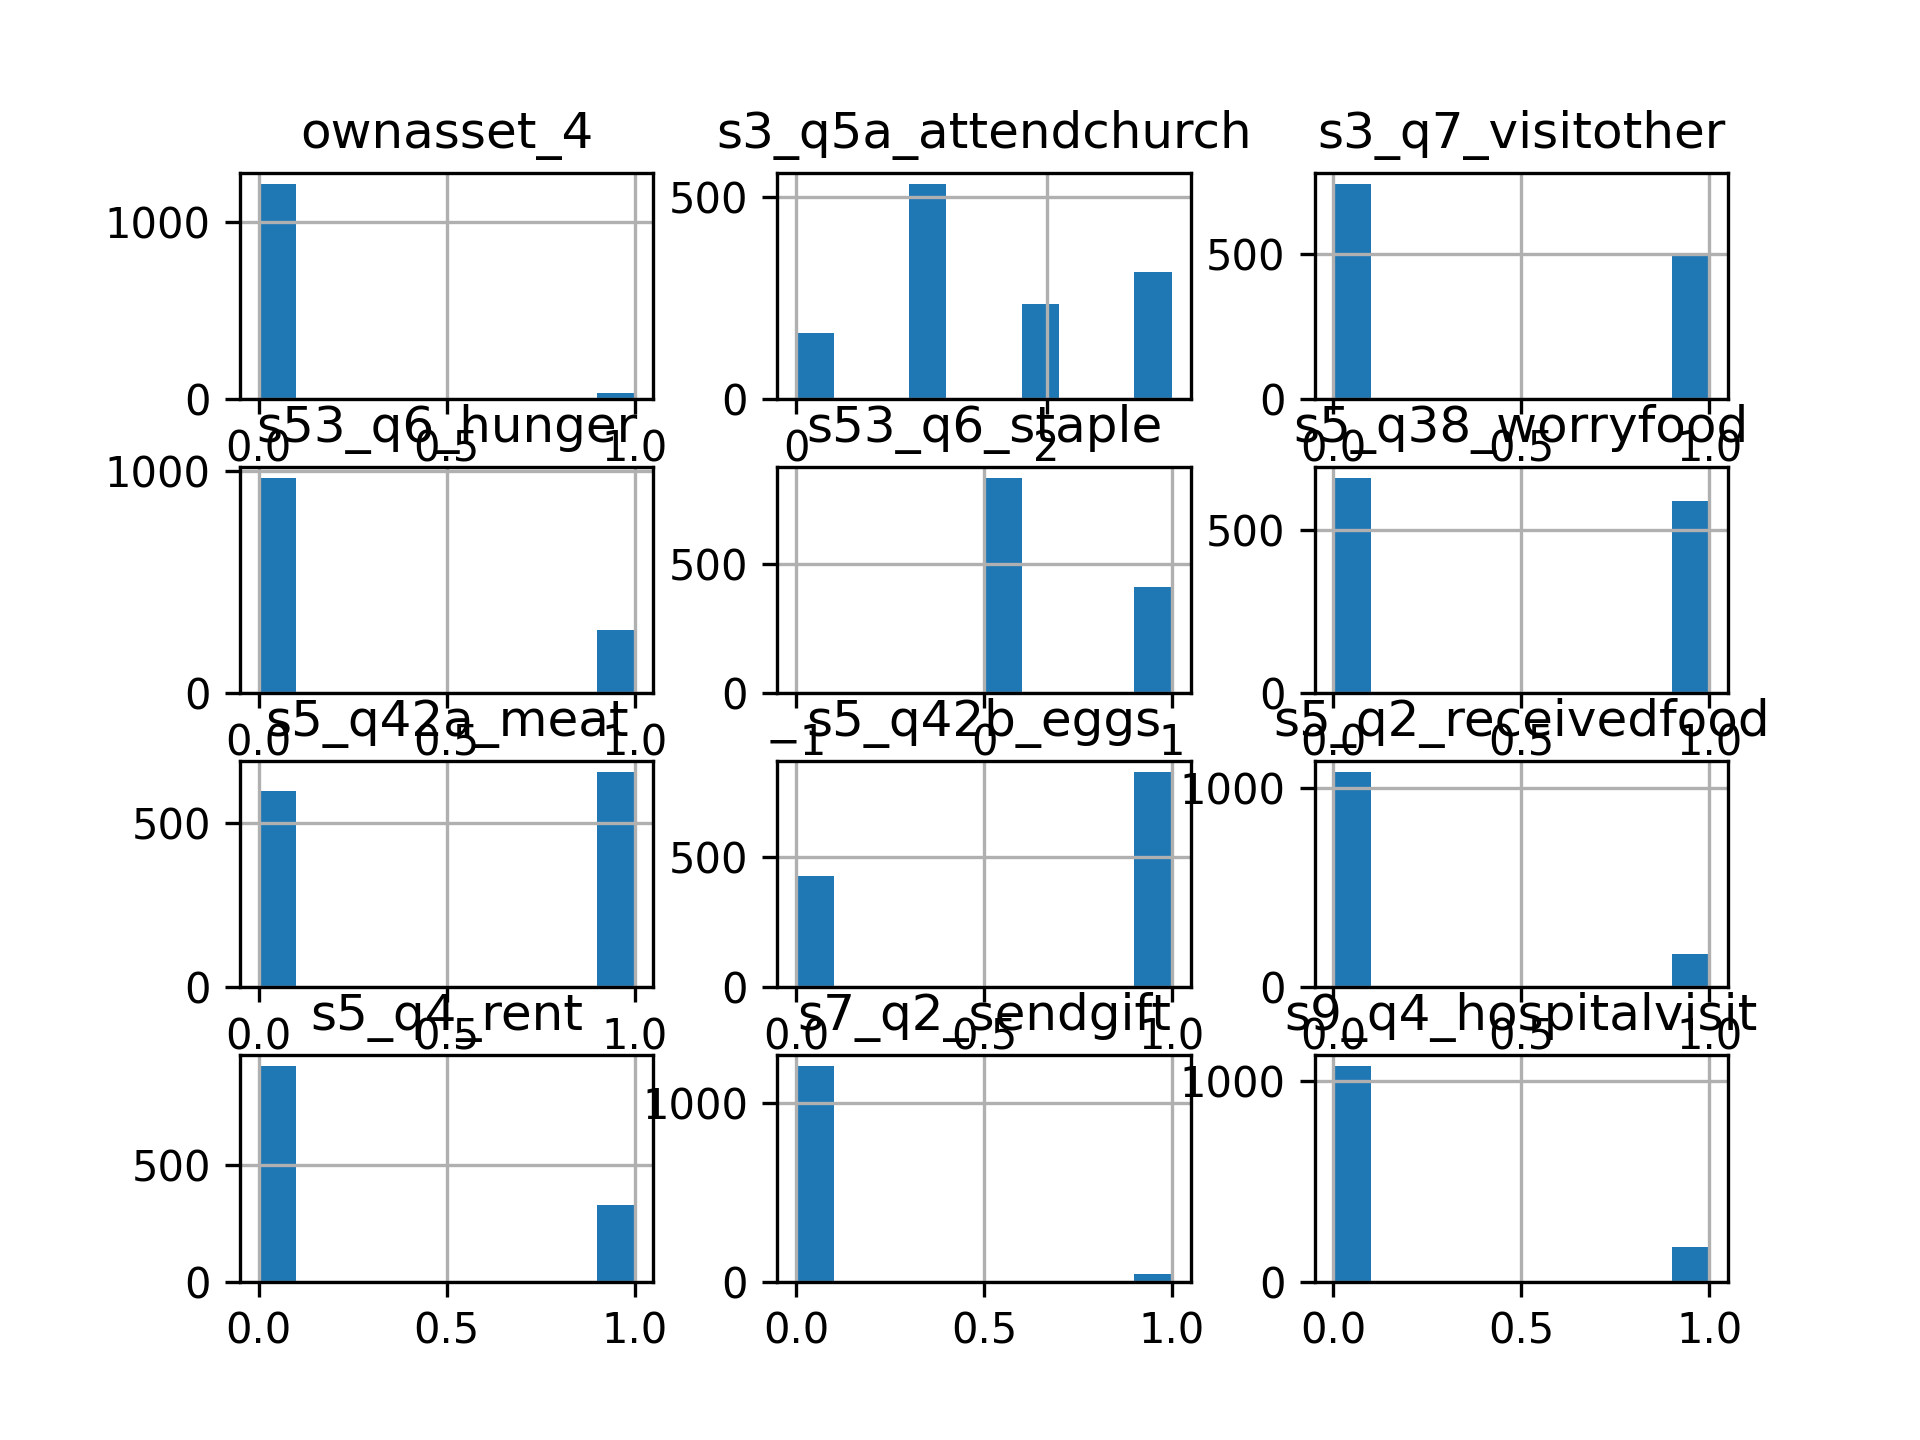 ownasset_4 s3_q5a_attendchurch s3_q7_visitother
1000 500 500
0 0 0
0.0 0.5 1.0 0 2 0.0 0.5 1.0
s53_q6_hunger s53_q6_staple s5_q38_worryfood
1000 500 500
0 0 0
0.0 0.5 1.0 −1 0 1 0.0 0.5 1.0
s5_q42a_meat s5_q42b_eggs s5_q2_receivedfood
500 500 1000
0 0 0
0.0 0.5 1.0 0.0 0.5 1.0 0.0 0.5 1.0
s5_q4_rent s7_q2_sendgift s9_q4_hospitalvisit
500 1000 1000
0 0 0
0.0 0.5 1.0 0.0 0.5 1.0 0.0 0.5 1.0